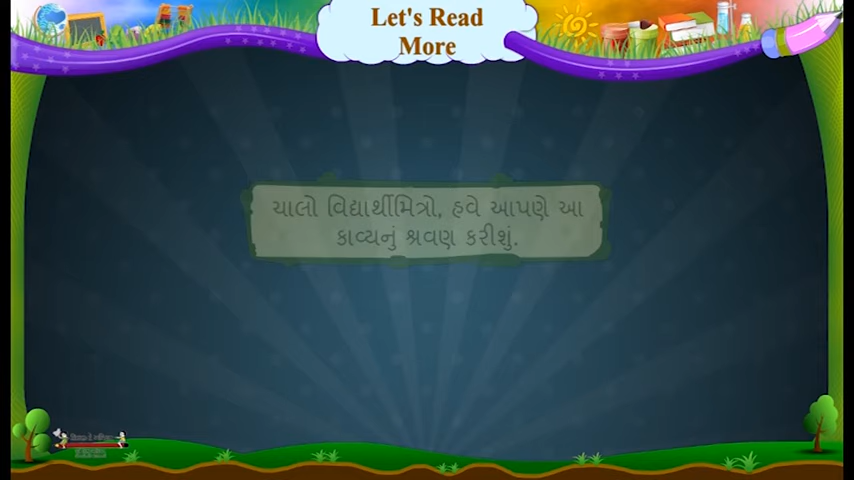 Let's Read
More
ચાલો વિદ્યાર્થીમિત્રો, હવે આપણે આ
કાવ્યનું શ્રવણ કરીશું.